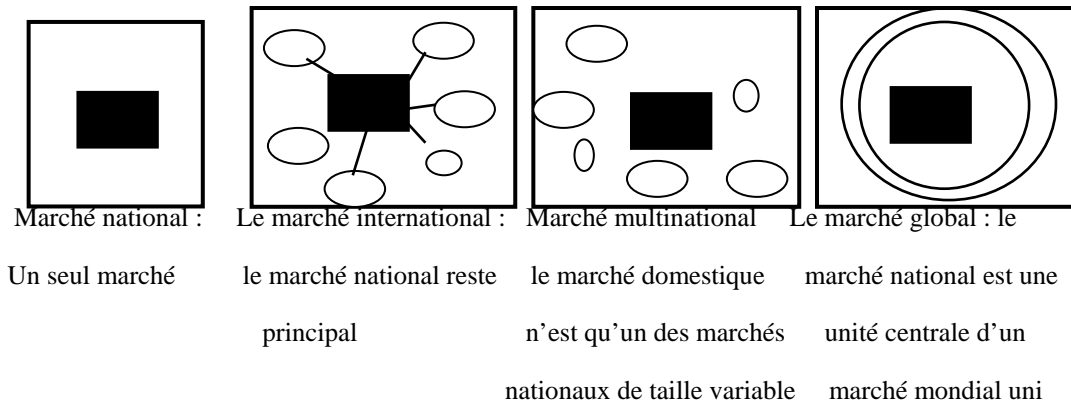 Marché national :
Un seul marché
Le marché international :
le marché national reste
principal
Marché multinational
le marché domestique
n’est qu’un des marchés
nationaux de taille variable
Le marché global : le
marché national est une
unité centrale d’un
marché mondial uni